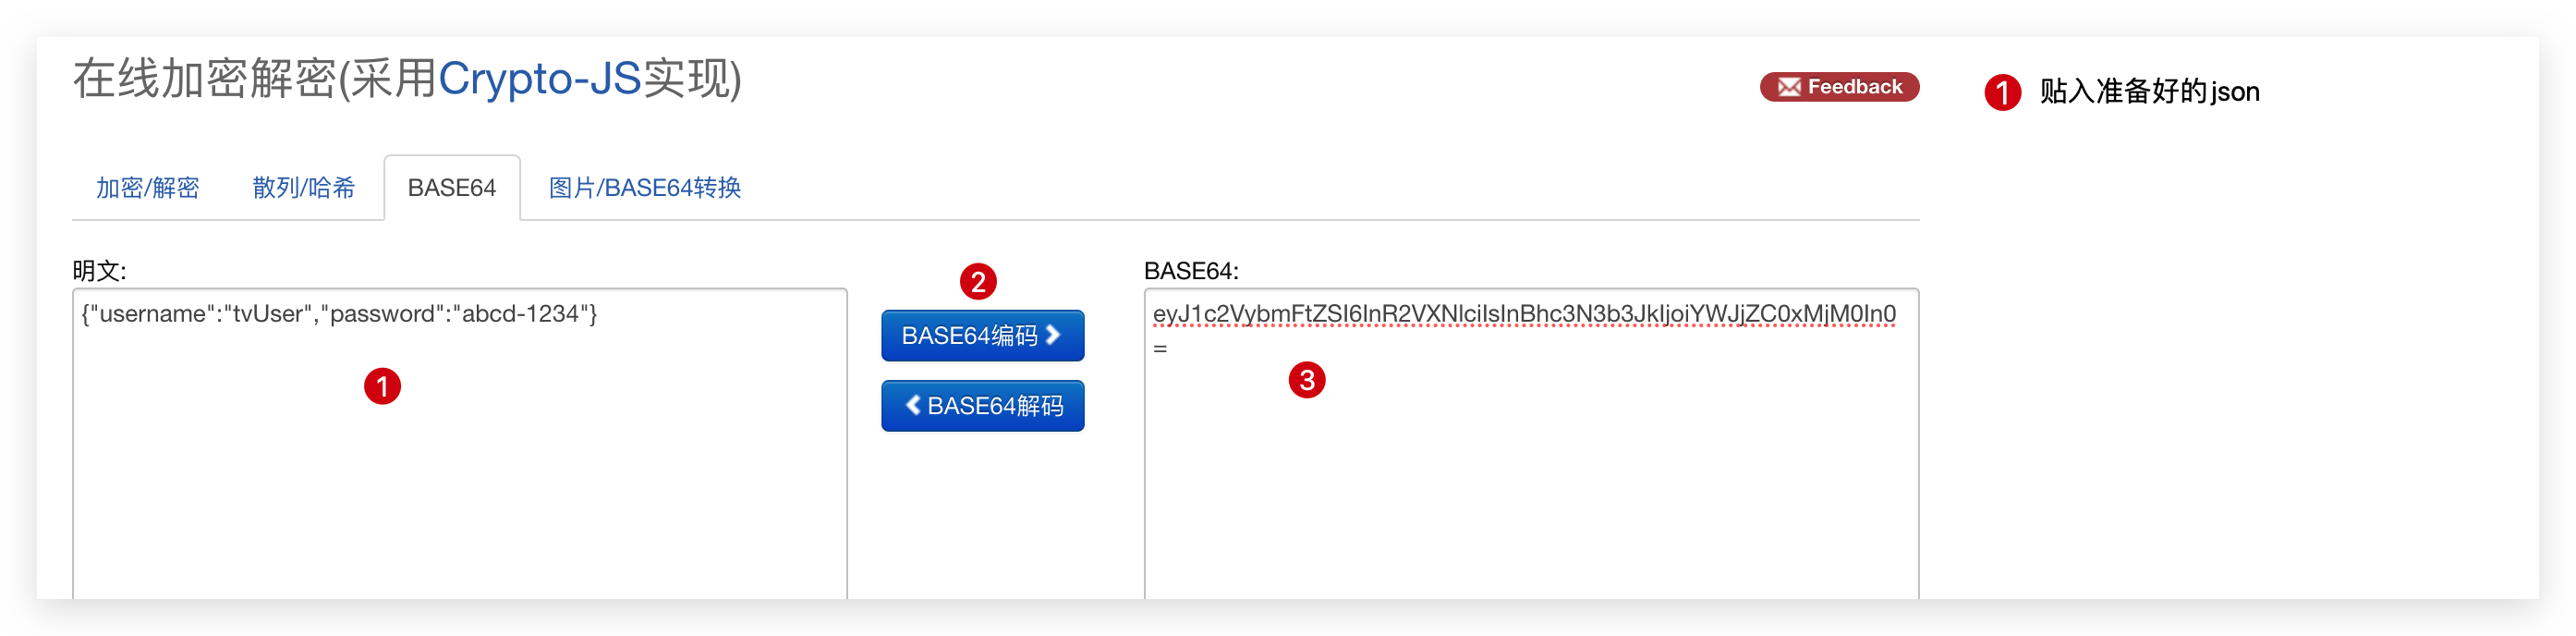 在线加密解密(采用Crypto-JS实现)
Feedback
1 贴入准备好的json
加密/解密 散列/哈希 BASE64 图片/BASE64转换
明文:
2
BASE64:
{"username":"tvUser","password":"abcd-1234"}
BASE64编码
eyJ1c2VybmFtZSI6InR2VXNlciIsInBhc3N3b3JkIjoiYWJjZC0xMjM0In0
=
1
3
BASE64解码